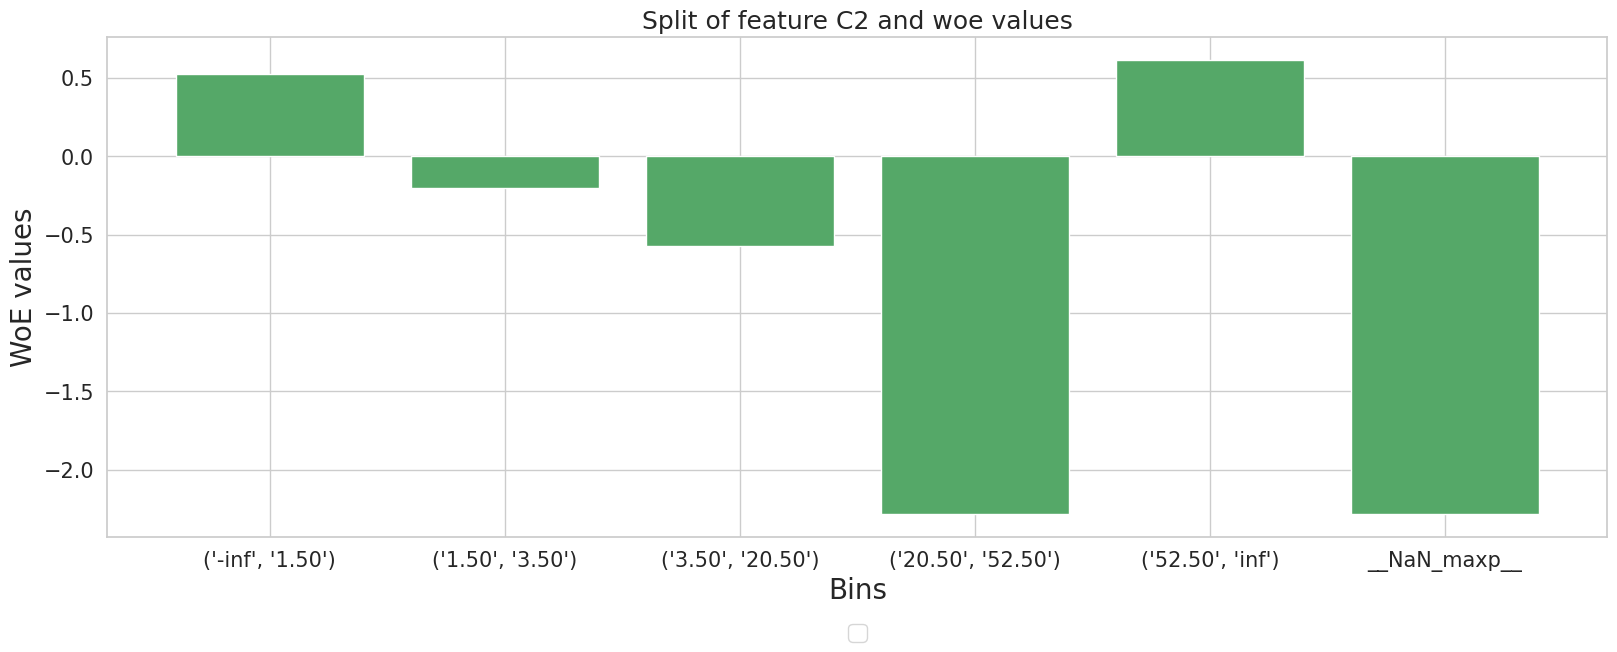 Split of feature C2 and woe values
WoE values
0.5
0.0
−0.5
−1.0
−1.5
−2.0
('-inf', '1.50')
('1.50', '3.50')
('3.50', '20.50')
('20.50', '52.50')
('52.50', 'inf')
__NaN_maxp__
Bins